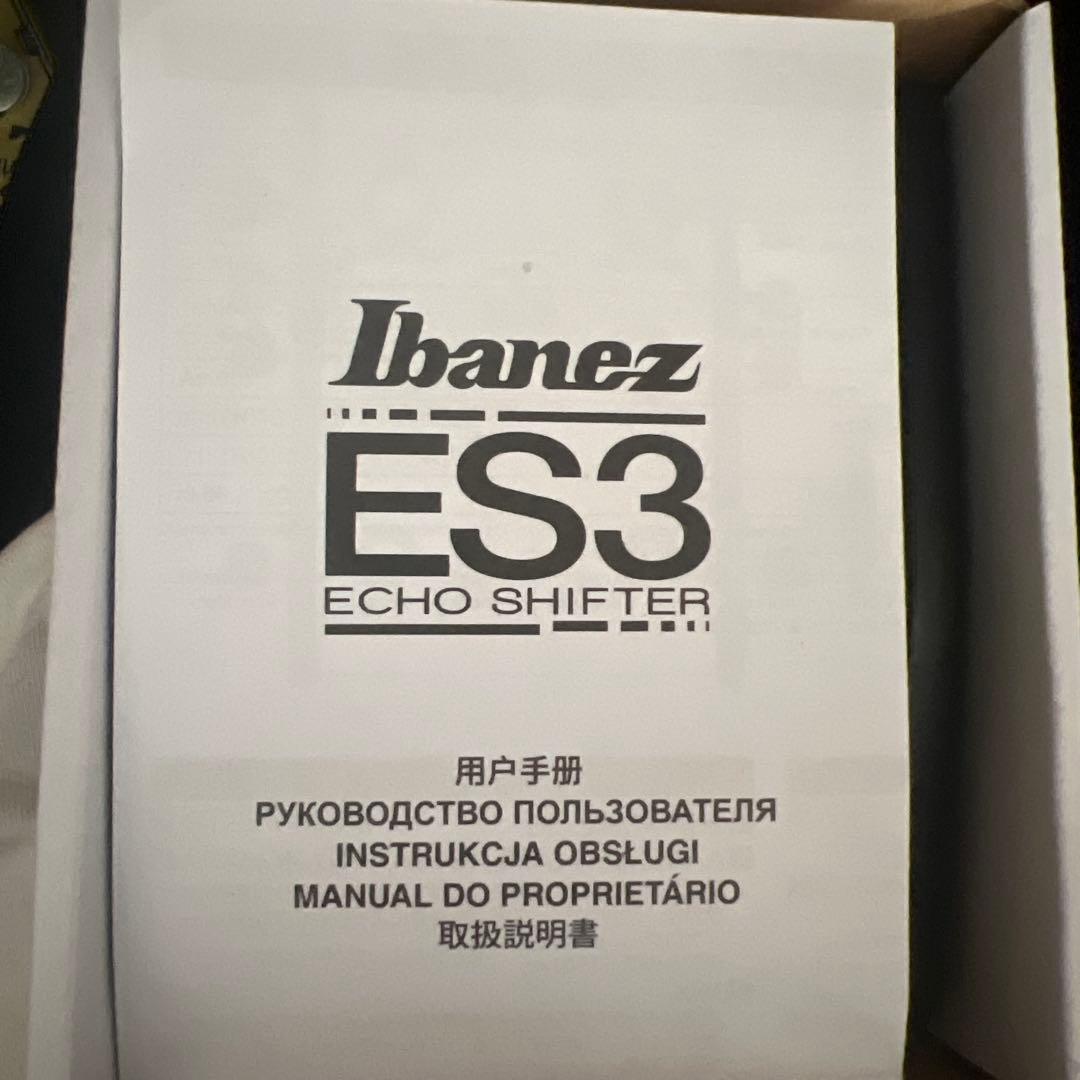 Ibanez
ES3
ECHO SHIFTER
用户手册
РУКОВОДСТВО ПОЛЬЗОВАТЕЛЯ
INSTRUKCJA OBSŁUGI
MANUAL DO PROPRIETÁRIO
取扱説明書